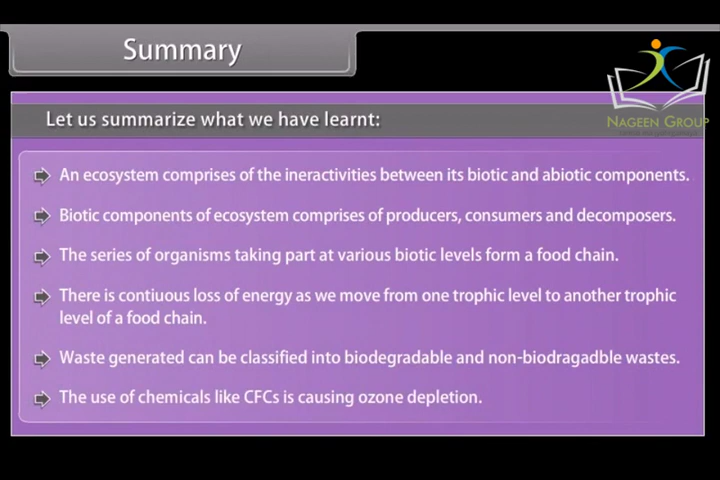 Summary
NAGEEN GROUP
Let us summarize what we have learnt:
An ecosystem comprises of the ineractivities between its biotic and abiotic components.
Biotic components of ecosystem comprises of producers, consumers and decomposers.
The series of organisms taking part at various biotic levels form a food chain.
There is contiuous loss of energy as we move from one trophic level to another trophic
level of a food chain.
Waste generated can be classified into biodegradable and non-biodragadble wastes.
The use of chemicals like CFCs is causing ozone depletion.